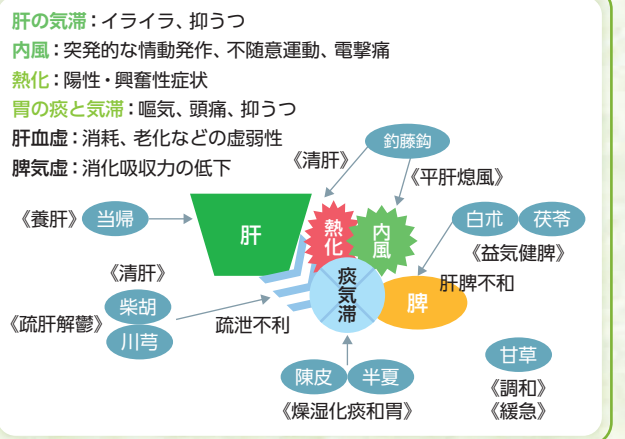 肝の気滞：イライラ、抑うつ
内風：突発的な情動発作、不随意運動、電撃痛
熱化：陽性・興奮性症状
胃の痰と気滞：嘔気、頭痛、抑うつ
肝血虚：消耗、老化などの虚弱性
脾気虚：消化吸収力の低下
釣藤鈎
《清肝》
《平肝熄風》
《養肝》
当帰
肝
熱化
内風
白朮
茯苓
《益気健脾》
《清肝》
柴胡
川芎
《疏肝解鬱》
疏泄不利
痰気滞
脾
肝脾不和
陳皮
半夏
《燥湿化痰和胃》
甘草
《調和》
《緩急》